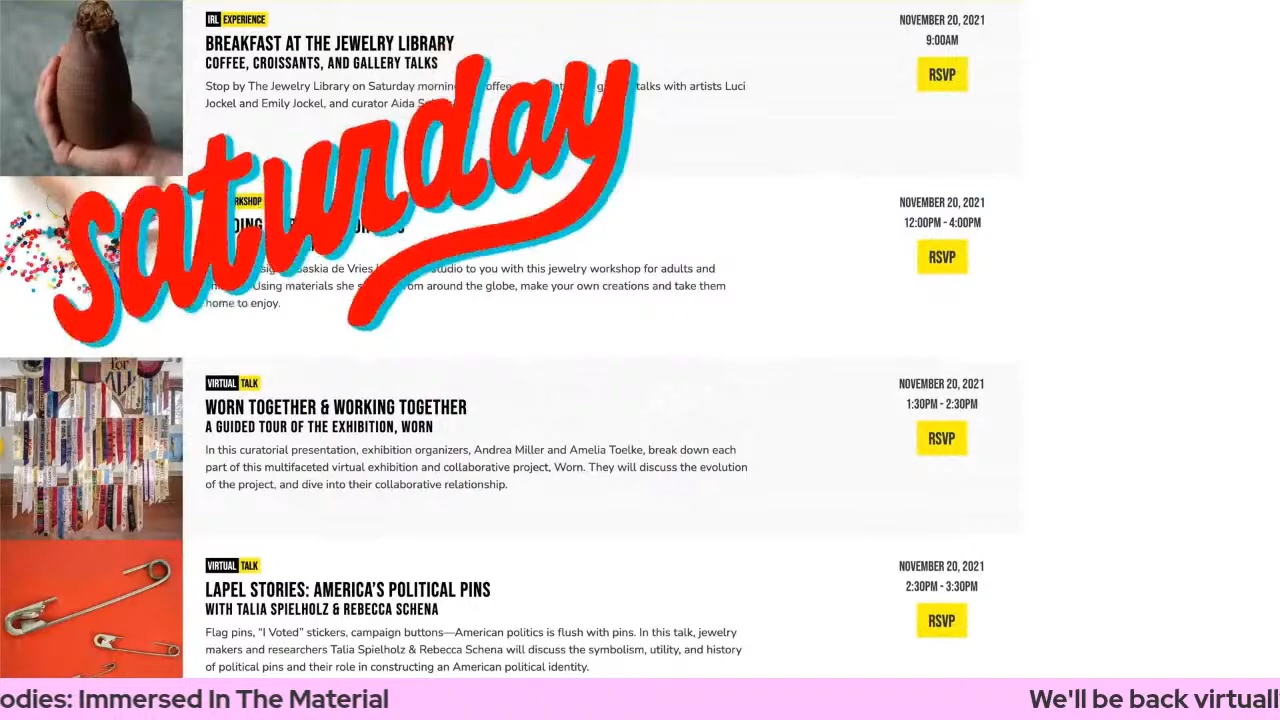 IRL EXPERIENCE
BREAKFAST AT THE JEWELRY LIBRARY
COFFEE, CROISSANTS, AND GALLERY TALKS
Stop by The Jewelry Library on Saturday talks with artists Luci
Jockel and Emily Jockel, and curator Aida
NOVEMBER 20, 2021
9:00AM
RSVP
saturday
NOVEMBER 20, 2021
12:00PM - 4:00PM
RSVP
Saskia de Vries studio to you with this jewelry workshop for adults and
Using materials she from around the globe, make your own creations and take them
home to enjoy.
for
ALL
VIRTUAL TALK
WORN TOGETHER & WORKING TOGETHER
A GUIDED TOUR OF THE EXHIBITION, WORN
In this curatorial presentation, exhibition organizers, Andrea Miller and Amelia Toelke, break down each
part of this multifaceted virtual exhibition and collaborative project, Worn. They will discuss the evolution
of the project, and dive into their collaborative relationship.
NOVEMBER 20, 2021
1:30PM - 2:30PM
RSVP
VIRTUAL TALK
LAPEL STORIES: AMERICA'S POLITICAL PINS
WITH TALIA SPIELHOLZ & REBECCA SCHENA
Flag pins, “I Voted” stickers, campaign buttons—American politics is flush with pins. In this talk, jewelry
makers and researchers Talia Spielholz & Rebecca Schena will discuss the symbolism, utility, and history
of political pins and their role in constructing an American political identity.
NOVEMBER 20, 2021
2:30PM - 3:30PM
RSVP
odies: Immersed In The Material
We'll be back virtuall